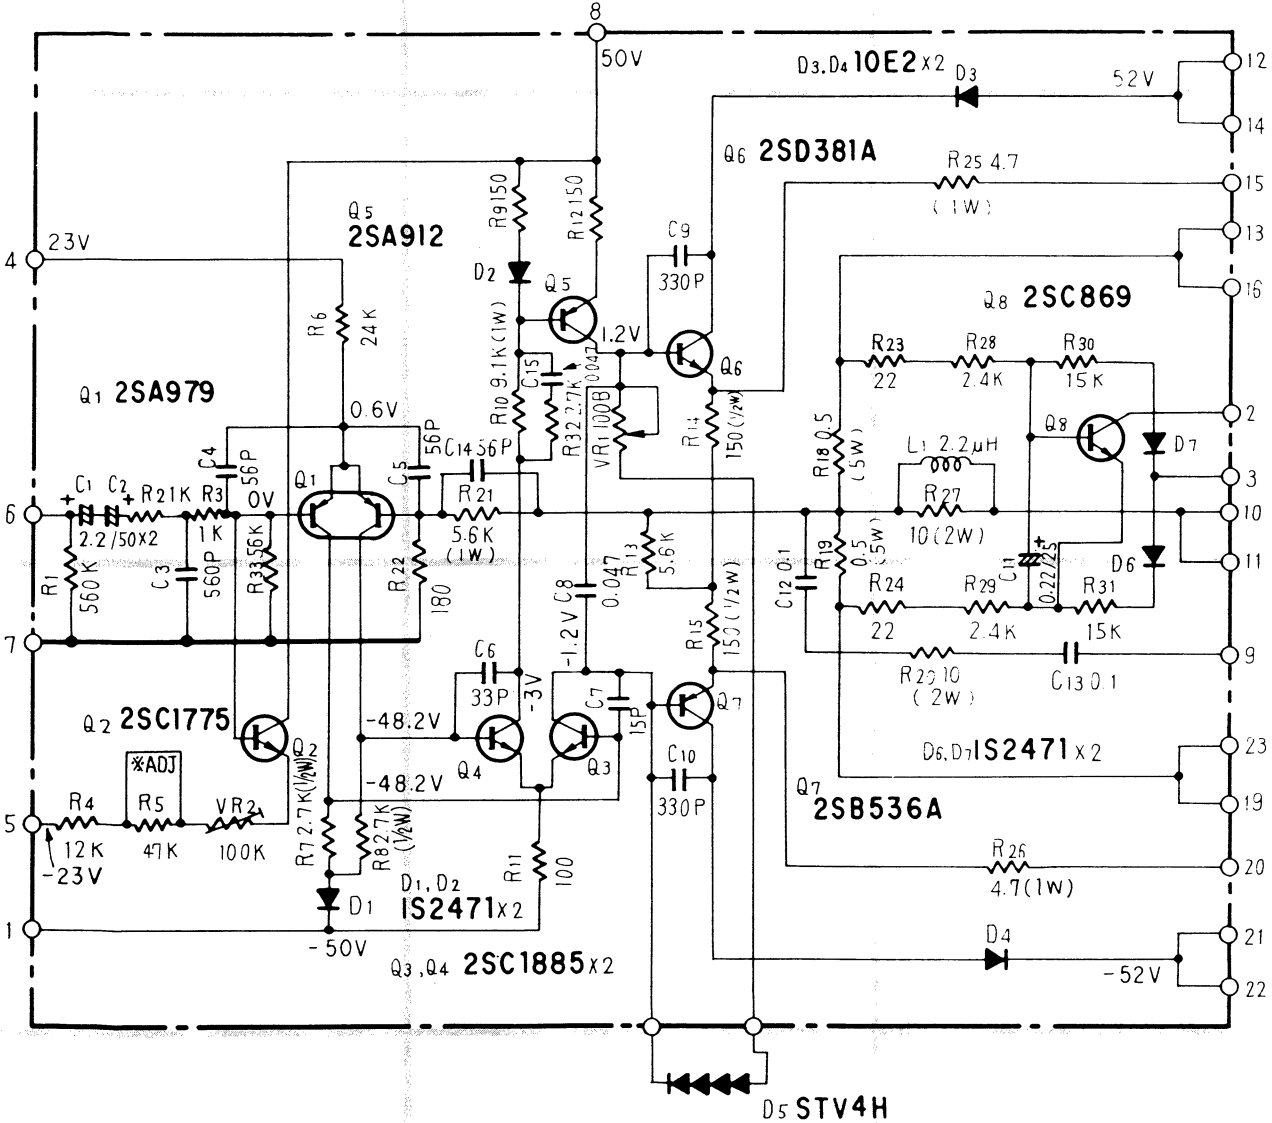 8
50V
D3.D4 10E2×2
D3
52V
12
14
Q6 2SD381A
R25 4.7
(1W)
15
Q5
2SA912
R9 150
R12 150
C9
330P
13
16
4
23V
D2
Q5
Q8 2SC869
R6
24K
1.2V
Q6
R10 9.1K(1W)
C15
0.0047
R32 2.7K
VR1 100B
R14
150(1/2W)
R23
22
R28
2.4K
R30
15K
Q1 2SA979
0.6V
C4
56P
C5
56P
C14 56P
R18 0.5
(5W)
L1 2.2μH
Q8
2
D7
3
6
+
C1
C2
+
R2 1K
R3
1K
0V
2.2/50×2
Q1
R21
5.6K
(1W)
R27
10(2W)
10
11
R1
560K
C3
560P
R33 56K
R22
180
R13
5.6K
C8
0.047
C12 0.1
R19
0.5
(5W)
C11
+
0.22/25
D6
R24
22
R29
2.4K
R31
15K
7
R15
150(1/2W)
-1.2V
R20 10
(2W)
C13 0.1
9
C6
33P
-3V
C7
15P
Q7
Q2 2SC1775
Q2
-48.2V
Q4
Q3
D6,D7 1S2471×2
23
※ADJ
-48.2V
C10
330P
Q7
2SB536A
19
5
R4
12K
R5
47K
VR2
100K
-23V
R7 2.7K(1/2W)
R8 2.7K
(1/2W)
R11
100
R26
4.7(1W)
20
D1
D1,D2
1S2471×2
1
-50V
D4
-52V
21
22
Q3,Q4 2SC1885×2
D5 STV4H